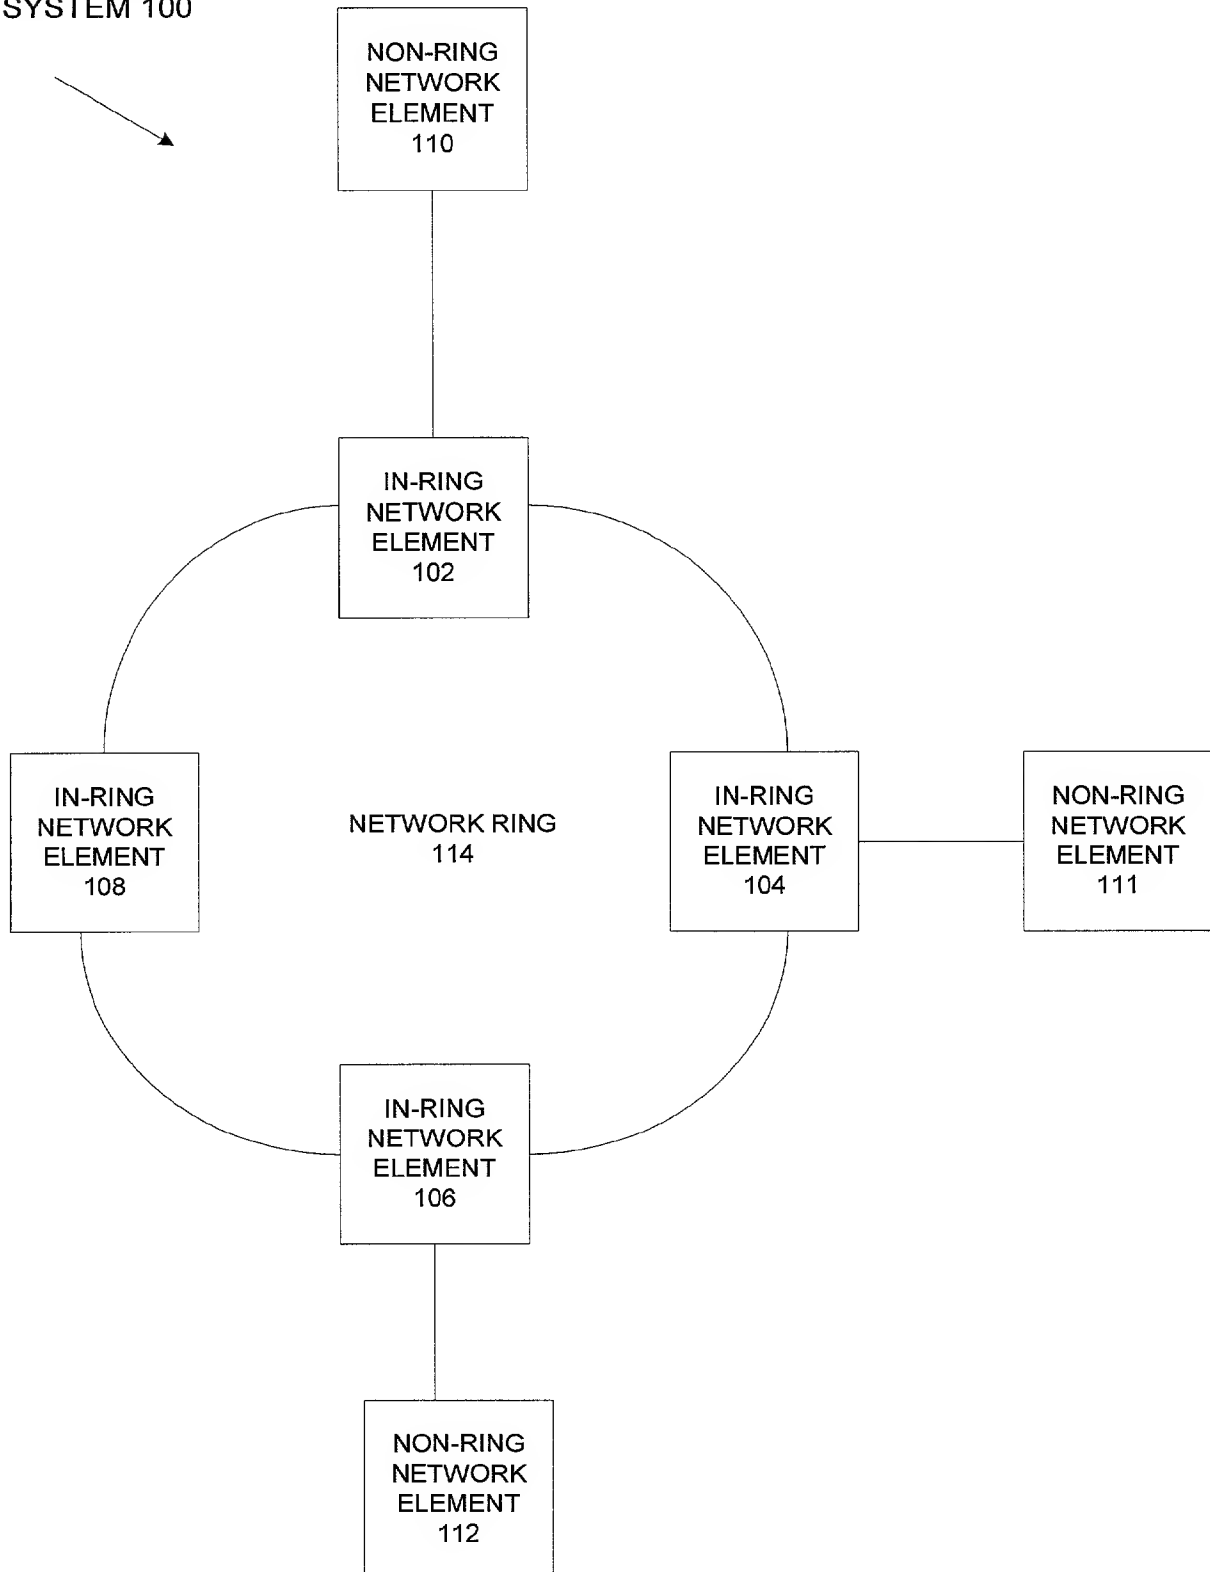 SYSTEM 100
NON-RING
NETWORK
ELEMENT
110
IN-RING
NETWORK
ELEMENT
102
IN-RING
NETWORK
ELEMENT
108
NETWORK RING
114
IN-RING
NETWORK
ELEMENT
104
NON-RING
NETWORK
ELEMENT
111
IN-RING
NETWORK
ELEMENT
106
NON-RING
NETWORK
ELEMENT
112